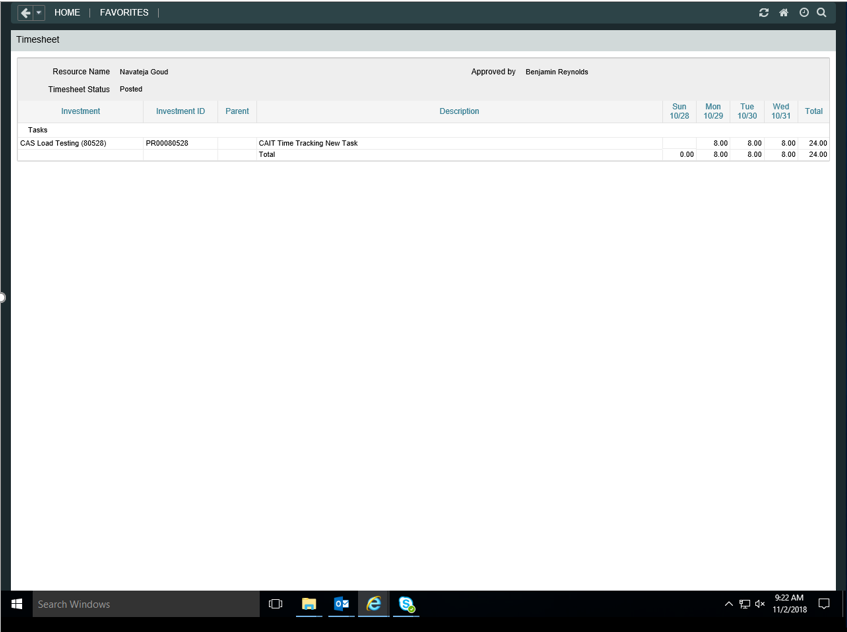 HOME | FAVORITES |
Timesheet
Resource Name Navateja Goud Approved by Benjamin Reynolds
Timesheet Status Posted
Investment Investment ID Parent Description Sun 10/28 Mon 10/29 Tue 10/30 Wed 10/31 Total
Tasks
CAS Load Testing (80528) PR00080528 CAIT Time Tracking New Task 8.00 8.00 8.00 24.00
Total 0.00 8.00 8.00 8.00 24.00
Search Windows
9:22 AM
11/2/2018